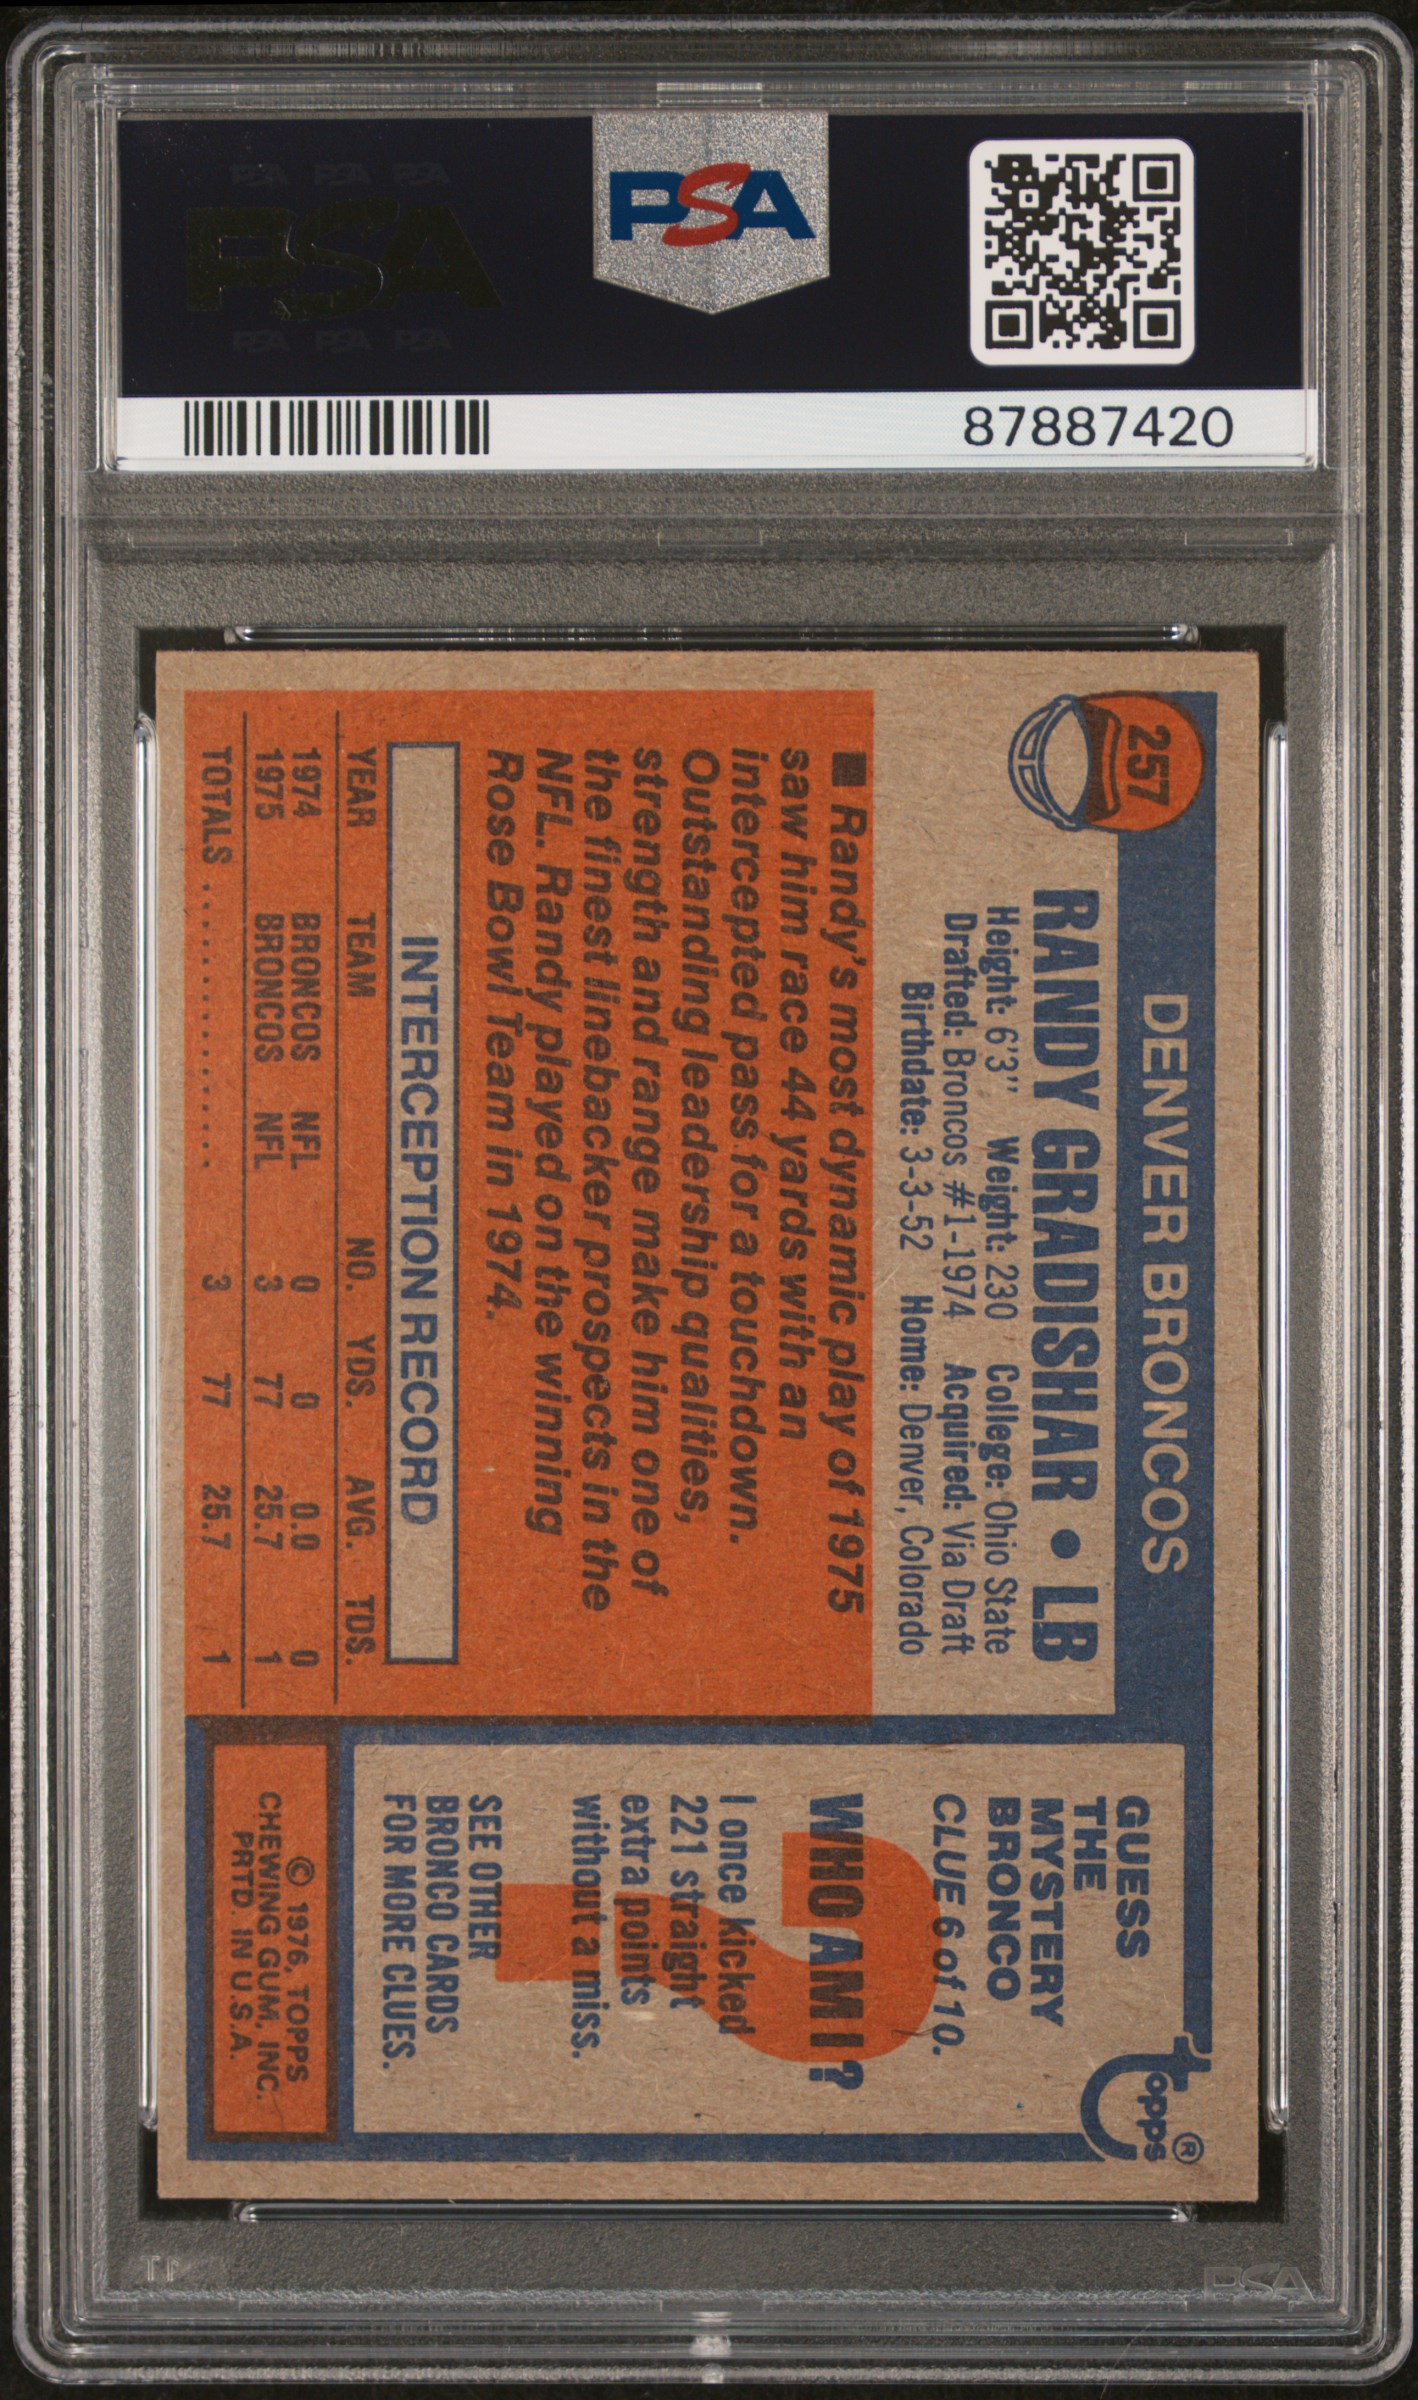 PSA PSA PSA
PSA
PSA PSA PSA
PSA
87887420
257
DENVER BRONCOS
RANDY GRADISHAR • LB
Height: 6'3" Weight: 230 College: Ohio State
Drafted: Broncos #1-1974 Acquired: Via Draft
Birthdate: 3-3-52 Home: Denver, Colorado
■ Randy's most dynamic play of 1975
saw him race 44 yards with an
intercepted pass for a touchdown.
Outstanding leadership qualities,
strength and range make him one of
the finest linebacker prospects in the
NFL. Randy played on the winning
Rose Bowl Team in 1974.
INTERCEPTION RECORD
YEAR TEAM NO. YDS. AVG. TDS.
1974 BRONCOS NFL 0 0 0.0 0
1975 BRONCOS NFL 3 77 25.7 1
TOTALS .................. 3 77 25.7 1
topps®
GUESS
THE
MYSTERY
BRONCO
CLUE 6 of 10.
WHO AM I?
I once kicked
221 straight
extra points
without a miss.
SEE OTHER
BRONCO CARDS
FOR MORE CLUES.
© 1976, TOPPS
CHEWING GUM, INC.
PRTD. IN U.S.A.
PSA